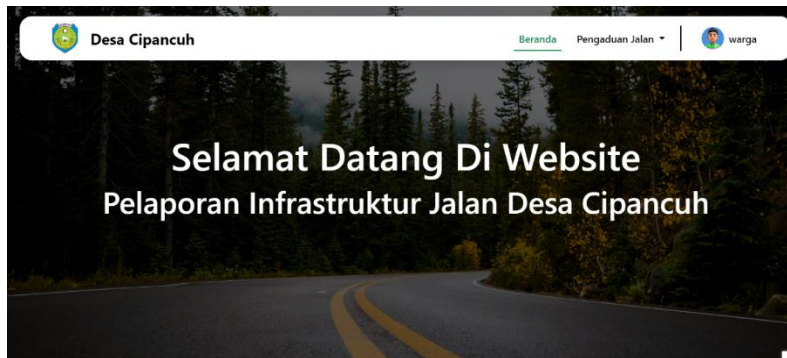 Desa Cipancuh
Beranda Pengaduan Jalan warga
Selamat Datang Di Website
Pelaporan Infrastruktur Jalan Desa Cipancuh